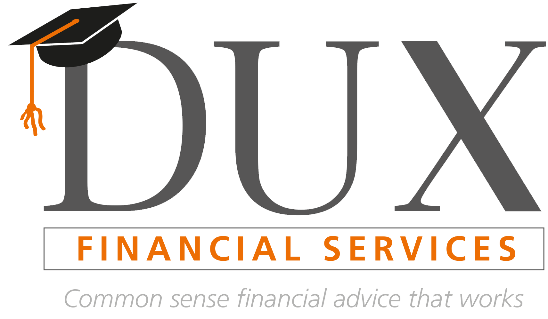 DUX
FINANCIAL SERVICES
Common sense financial advice that works